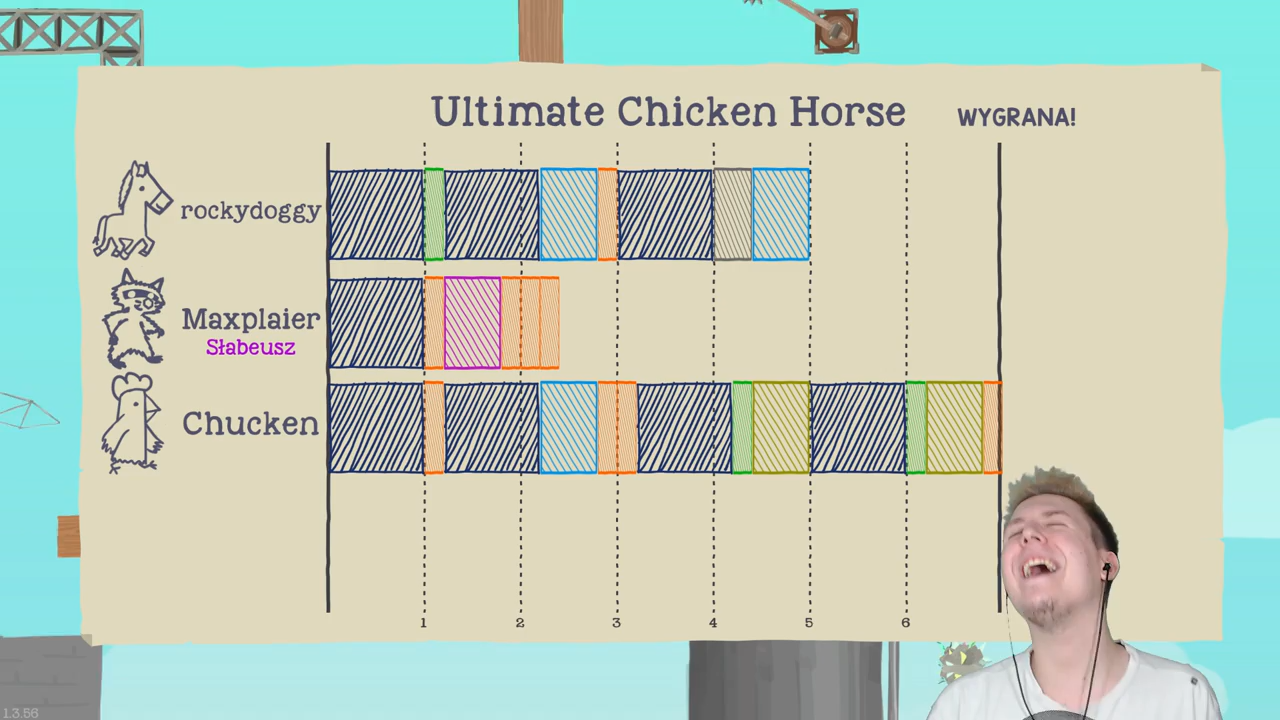 Ultimate Chicken Horse
WYGRANA!
rockydoggy
Maxplaier
Słabeusz
Chucken
1 2 3 4 5 6
1.3.56